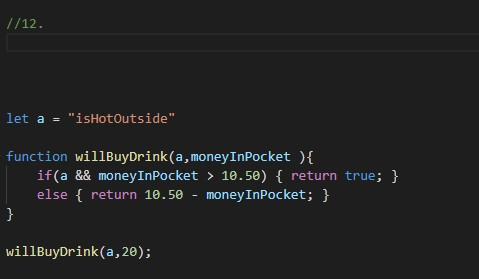 //12.
let a = "isHotOutside"
function willBuyDrink(a,moneyInPocket ){
if(a && moneyInPocket > 10.50) { return true; }
else { return 10.50 - moneyInPocket; }
}
willBuyDrink(a,20);